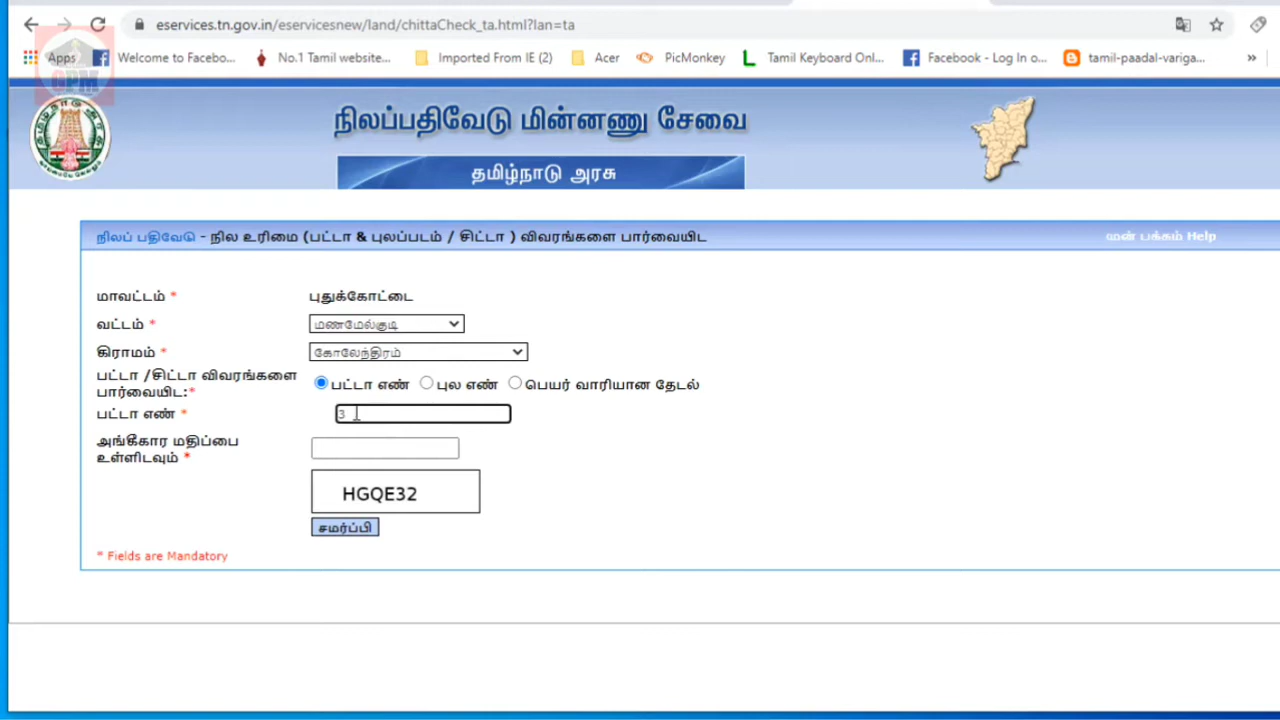 eservices.tn.gov.in/eservicesnew/land/chittaCheck_ta.html?lan=ta
Apps Welcome to Facebo... No.1 Tamil website... Imported From IE (2) Acer PicMonkey Tamil Keyboard Onl... Facebook - Log In o... tamil-paadal-variga... »
GPM
நிலப்பதிவேடு மின்னணு சேவை
தமிழ்நாடு அரசு
நிலப் பதிவேடு - நில உரிமை (பட்டா & புலப்படம் / சிட்டா ) விவரங்களை பார்வையிட முன் பக்கம் Help
மாவட்டம் * புதுக்கோட்டை
வட்டம் * மணமேல்குடி
கிராமம் * கோலேந்திரம்
பட்டா /சிட்டா விவரங்களை
பார்வையிட:* பட்டா எண் புல எண் பெயர் வாரியான தேடல்
பட்டா எண் * 3
அங்கீகார மதிப்பை
உள்ளிடவும் *
HGQE32
சமர்ப்பி
* Fields are Mandatory